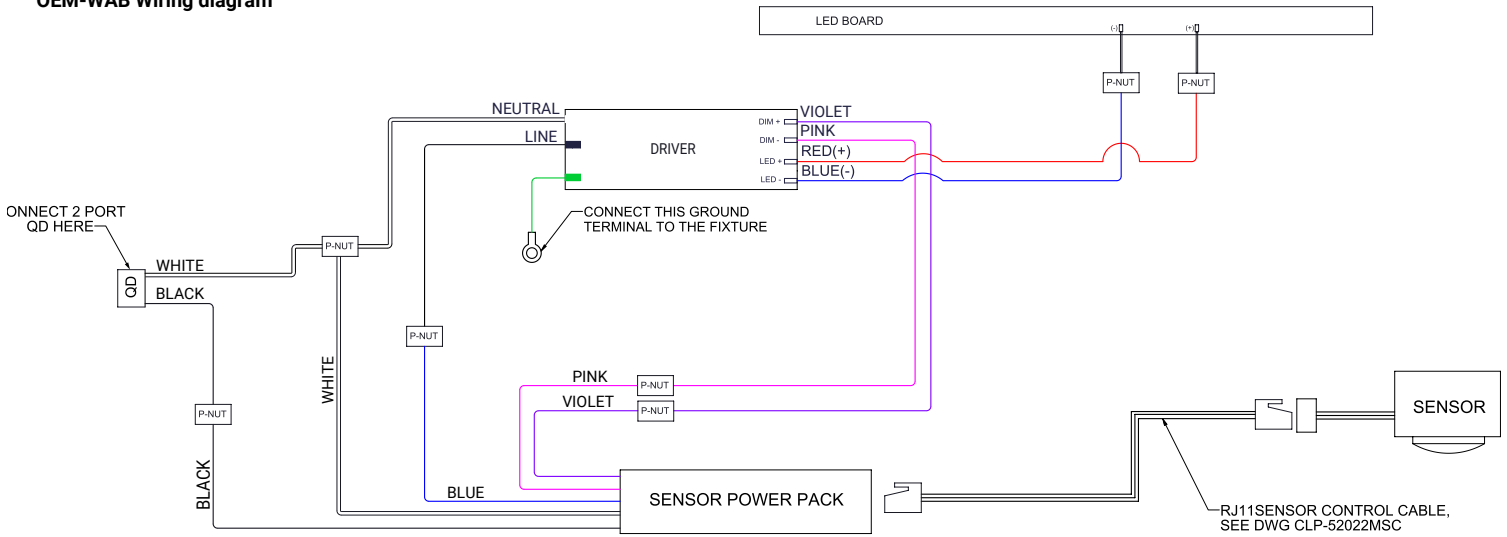 OEM-WAB Wiring diagram
LED BOARD
(-)
(+)
P-NUT
P-NUT
NEUTRAL
LINE
DRIVER
DIM +
VIOLET
DIM -
PINK
LED +
RED(+)
LED -
BLUE(-)
CONNECT THIS GROUND
TERMINAL TO THE FIXTURE
ONNECT 2 PORT
QD HERE
P-NUT
WHITE
QD
BLACK
P-NUT
WHITE
PINK
P-NUT
VIOLET
P-NUT
P-NUT
BLACK
BLUE
SENSOR POWER PACK
SENSOR
RJ11SENSOR CONTROL CABLE,
SEE DWG CLP-52022MSC